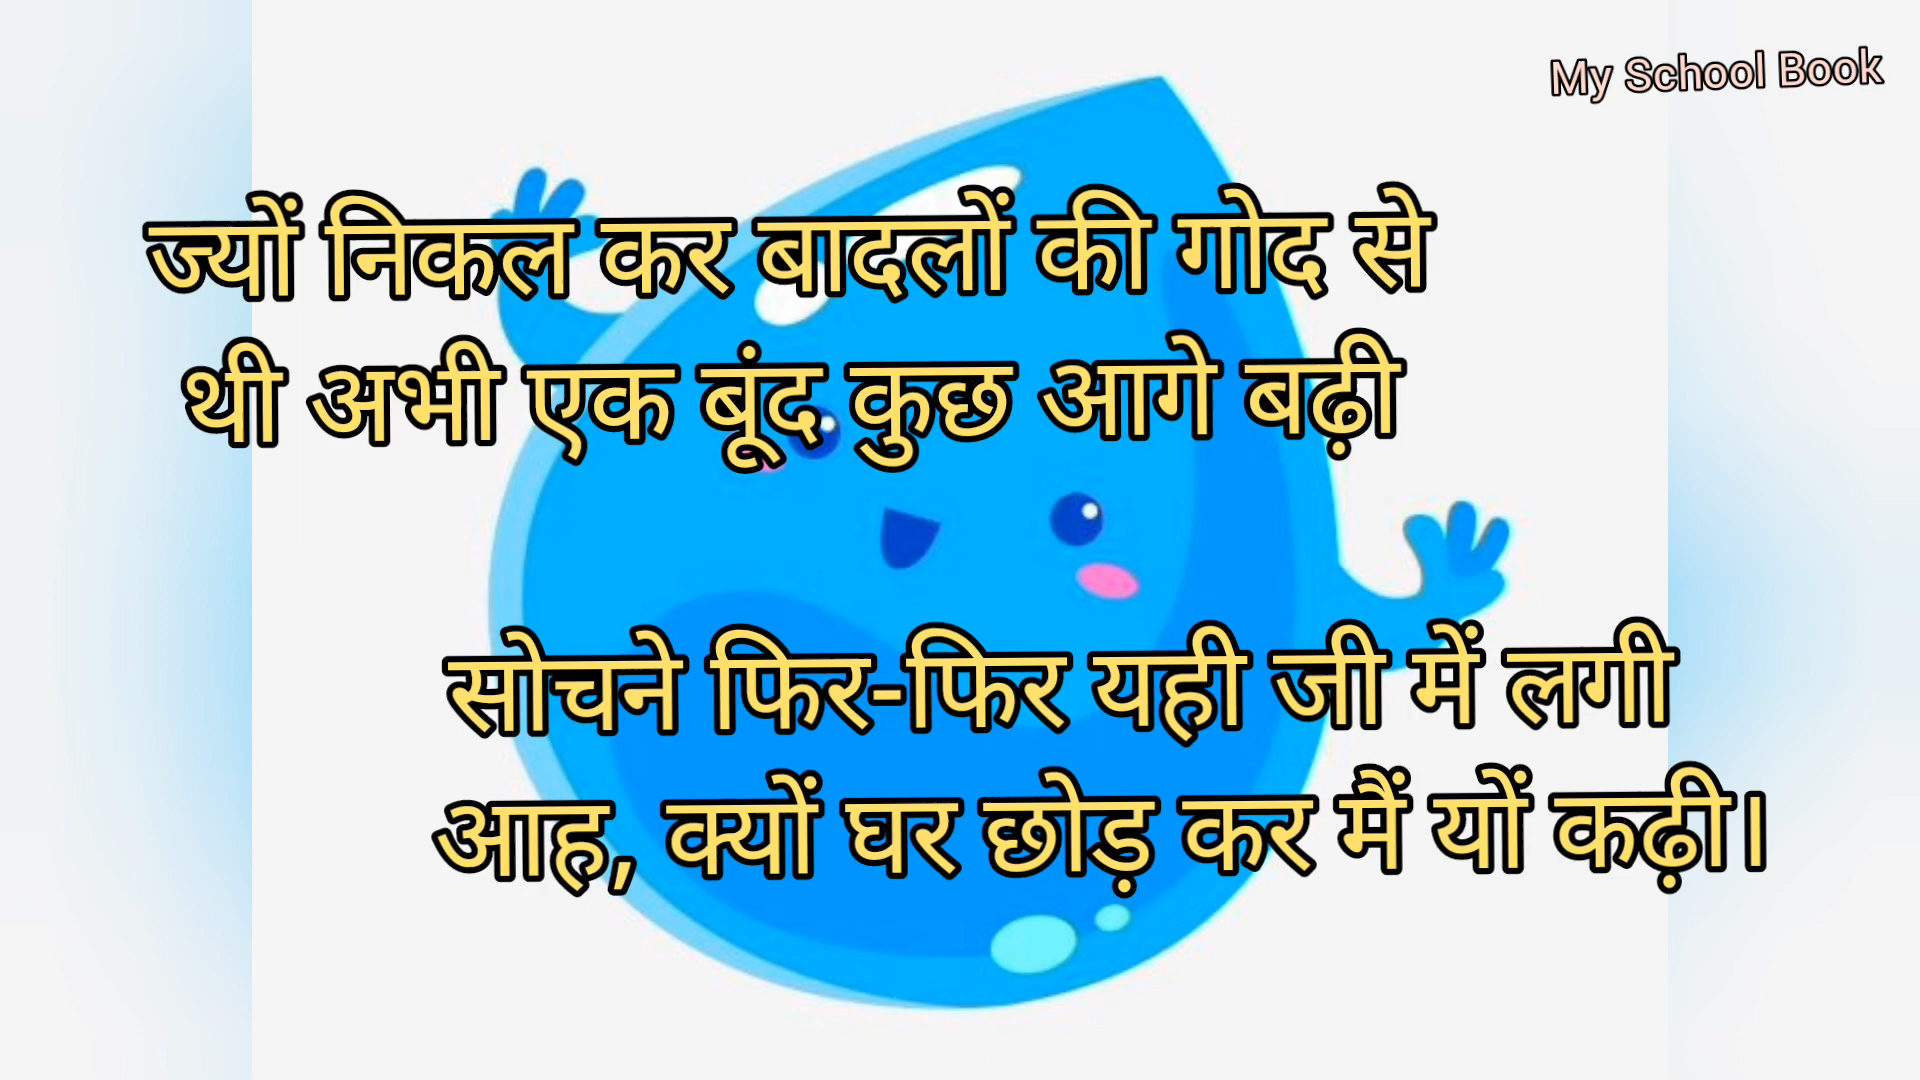 My School Book
ज्यों निकल कर बादलों की गोद से
थी अभी एक बूंद कुछ आगे बढ़ी
सोचने फिर-फिर यही जी में लगी
आह, क्यों घर छोड़ कर मैं यों कढ़ी।